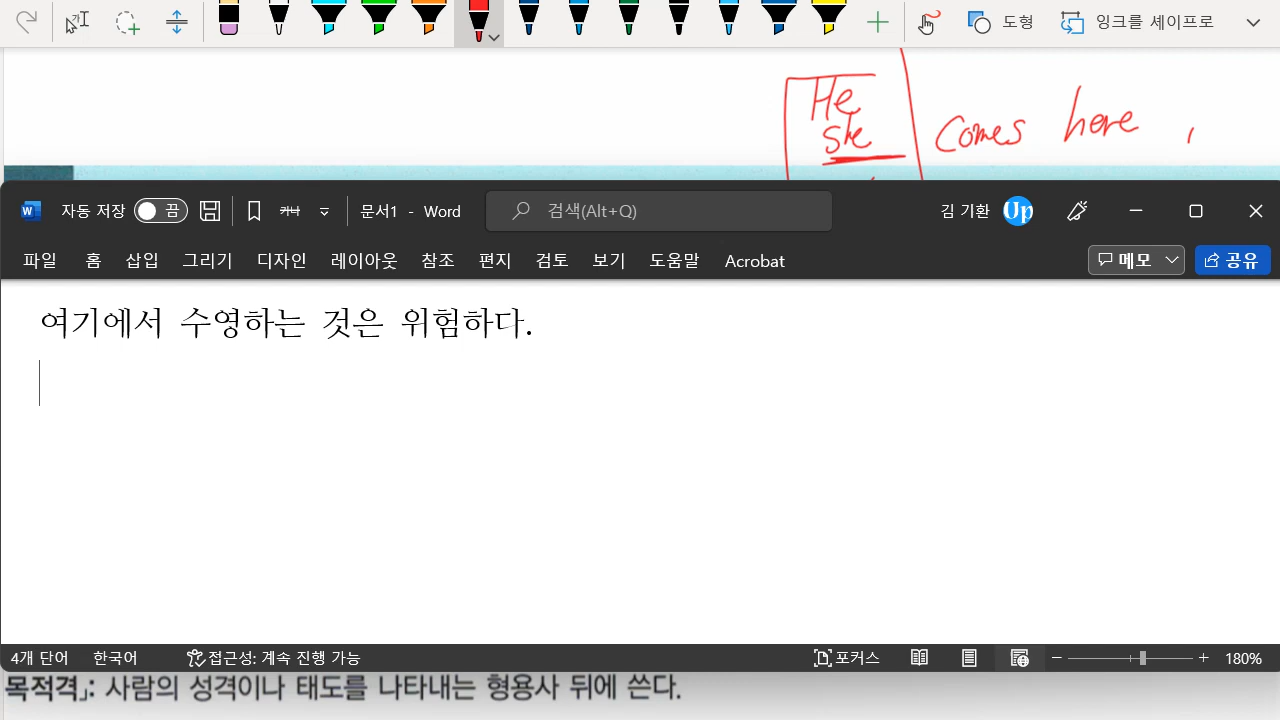 도형
잉크를 셰이프로
He
she
comes here,
자동 저장 끔
가나
문서1 - Word
검색(Alt+Q)
김 기환
Up
파일 홈 삽입 그리기 디자인 레이아웃 참조 편지 검토 보기 도움말 Acrobat
메모
공유
여기에서 수영하는 것은 위험하다.
4개 단어 한국어 접근성: 계속 진행 가능
포커스
180%
목적격」: 사람의 성격이나 태도를 나타내는 형용사 뒤에 쓴다.